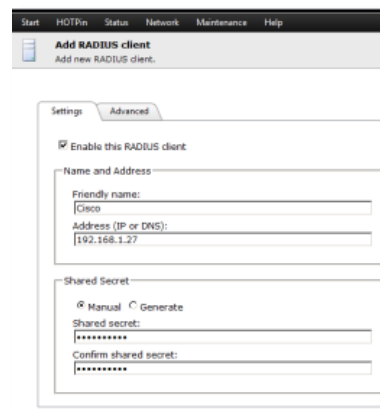 Start HOTPin Status Network Maintenance Help
Add RADIUS client
Add new RADIUS client.
Settings Advanced
Enable this RADIUS client
Name and Address
Friendly name:
Cisco
Address (IP or DNS):
192.168.1.27
Shared Secret
Manual Generate
Shared secret:
••••••••••
Confirm shared secret:
••••••••••